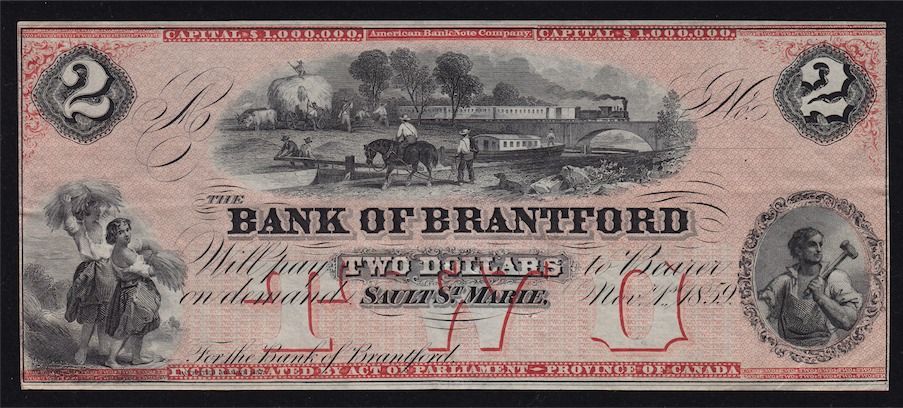 CAPITAL $1,000,000. American Bank Note Company. CAPITAL $1,000,000.
2 2
No.
THE
BANK OF BRANTFORD
Will pay TWO DOLLARS to Bearer
on demand SAULT ST. MARIE, Nov. 1, 1859
TWO
For the Bank of Brantford.
INCORPORATED BY ACT OF PARLIAMENT—PROVINCE OF CANADA